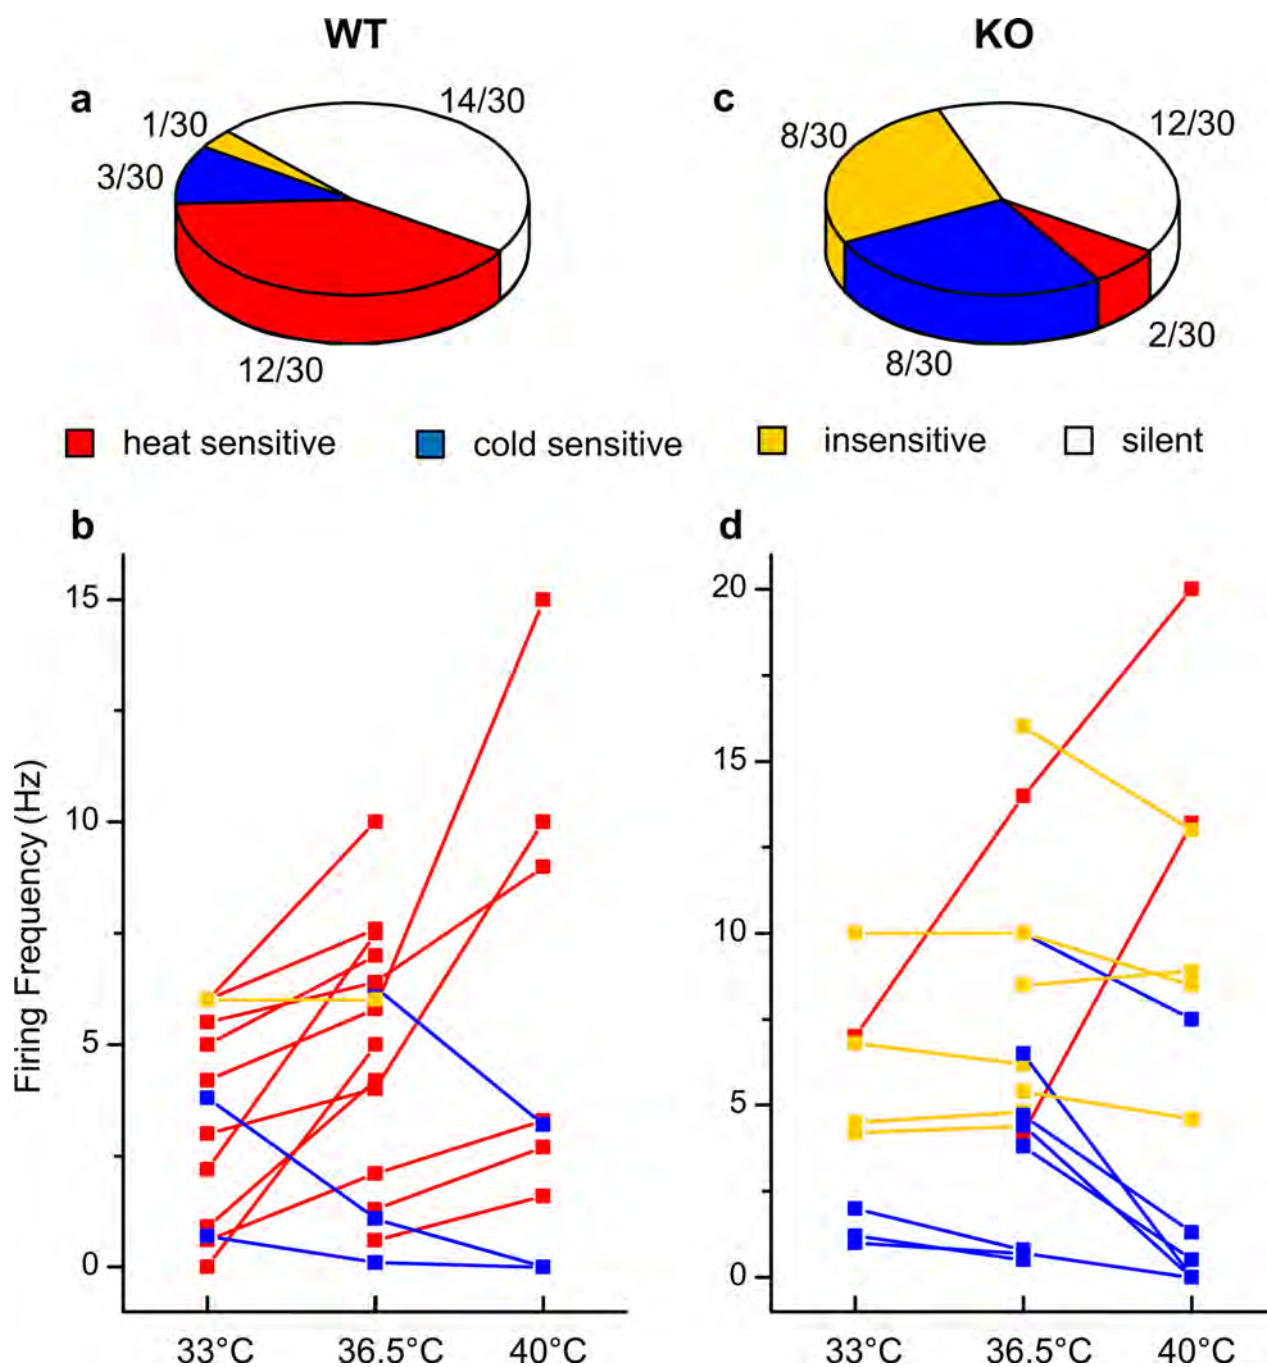 WT
KO
a
14/30
1/30
3/30
12/30
c
12/30
8/30
2/30
8/30
heat sensitive
cold sensitive
insensitive
silent
b
Firing Frequency (Hz)
15
10
5
0
33°C
36.5°C
40°C
d
20
15
10
5
0
33°C
36.5°C
40°C